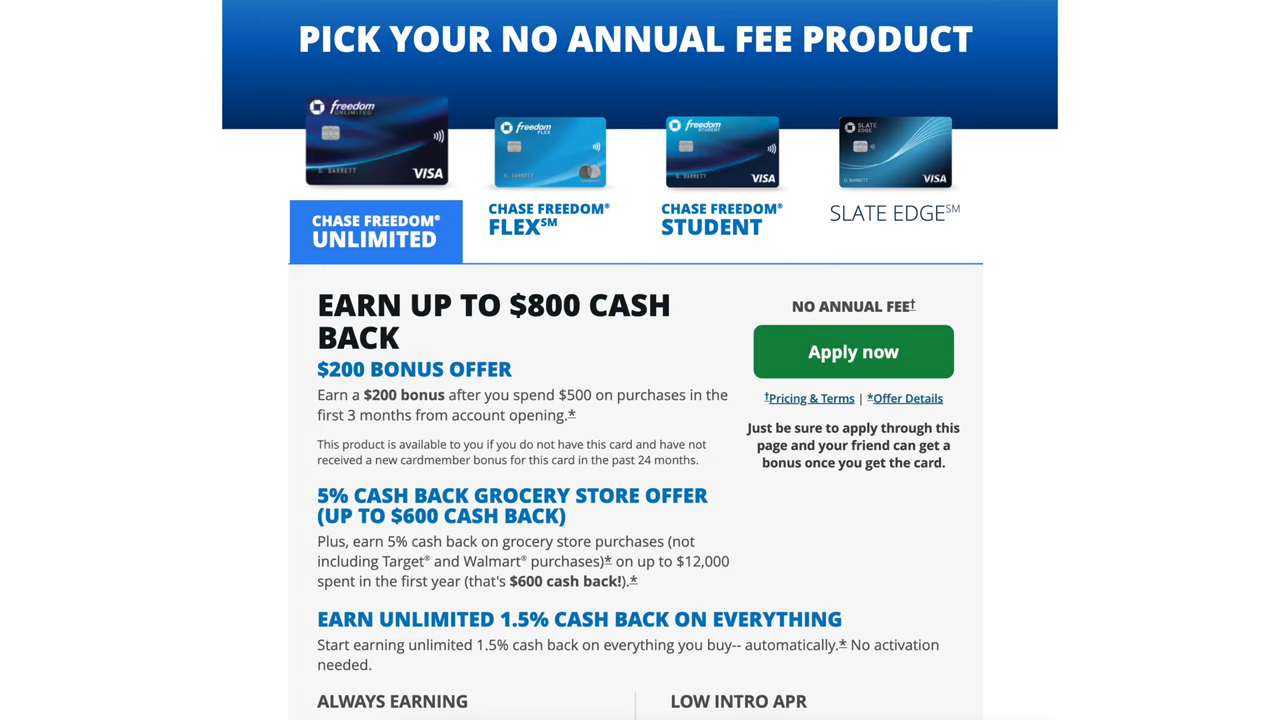 PICK YOUR NO ANNUAL FEE PRODUCT
freedom
UNLIMITED
D. BARRETT
VISA
freedom
FLEX
D. BARRETT
freedom
STUDENT
D. BARRETT
VISA
SLATE
EDGE
D. BARRETT
VISA
CHASE FREEDOM®
UNLIMITED
CHASE FREEDOM®
FLEX℠
CHASE FREEDOM®
STUDENT
SLATE EDGE℠
EARN UP TO $800 CASH
BACK
$200 BONUS OFFER
Earn a $200 bonus after you spend $500 on purchases in the
first 3 months from account opening.*
This product is available to you if you do not have this card and have not
received a new cardmember bonus for this card in the past 24 months.
NO ANNUAL FEE†
Apply now
†Pricing & Terms | *Offer Details
Just be sure to apply through this
page and your friend can get a
bonus once you get the card.
5% CASH BACK GROCERY STORE OFFER
(UP TO $600 CASH BACK)
Plus, earn 5% cash back on grocery store purchases (not
including Target® and Walmart® purchases)* on up to $12,000
spent in the first year (that's $600 cash back!).*
EARN UNLIMITED 1.5% CASH BACK ON EVERYTHING
Start earning unlimited 1.5% cash back on everything you buy-- automatically.* No activation
needed.
ALWAYS EARNING
LOW INTRO APR